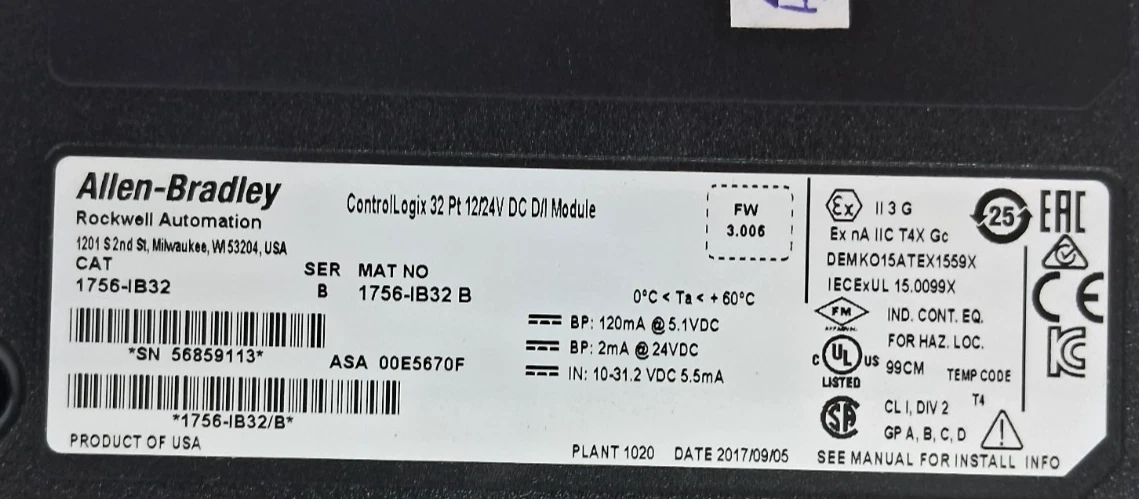 Allen-Bradley
Rockwell Automation
1201 S 2nd St, Milwaukee, WI 53204, USA
CAT
1756-IB32
SER
B
MAT NO
1756-IB32 B
ControlLogix 32 Pt 12/24V DC D/I Module
FW
3.006
*SN 56859113*
ASA 00E5670F
*1756-IB32/B*
PRODUCT OF USA
0°C < Ta < + 60°C
BP: 120mA @ 5.1VDC
BP: 2mA @ 24VDC
IN: 10-31.2 VDC 5.5mA
PLANT 1020 DATE 2017/09/05
Ex II 3 G
Ex nA IIC T4X Gc
DEMKO15ATEX1559X
IECExUL 15.0099X
25
EAC
CE
FM
APPROVED
IND. CONT. EQ.
FOR HAZ. LOC.
C UL US
LISTED
99CM
TEMP CODE
T4
SA
CL I, DIV 2
GP A, B, C, D
KC
SEE MANUAL FOR INSTALL INFO